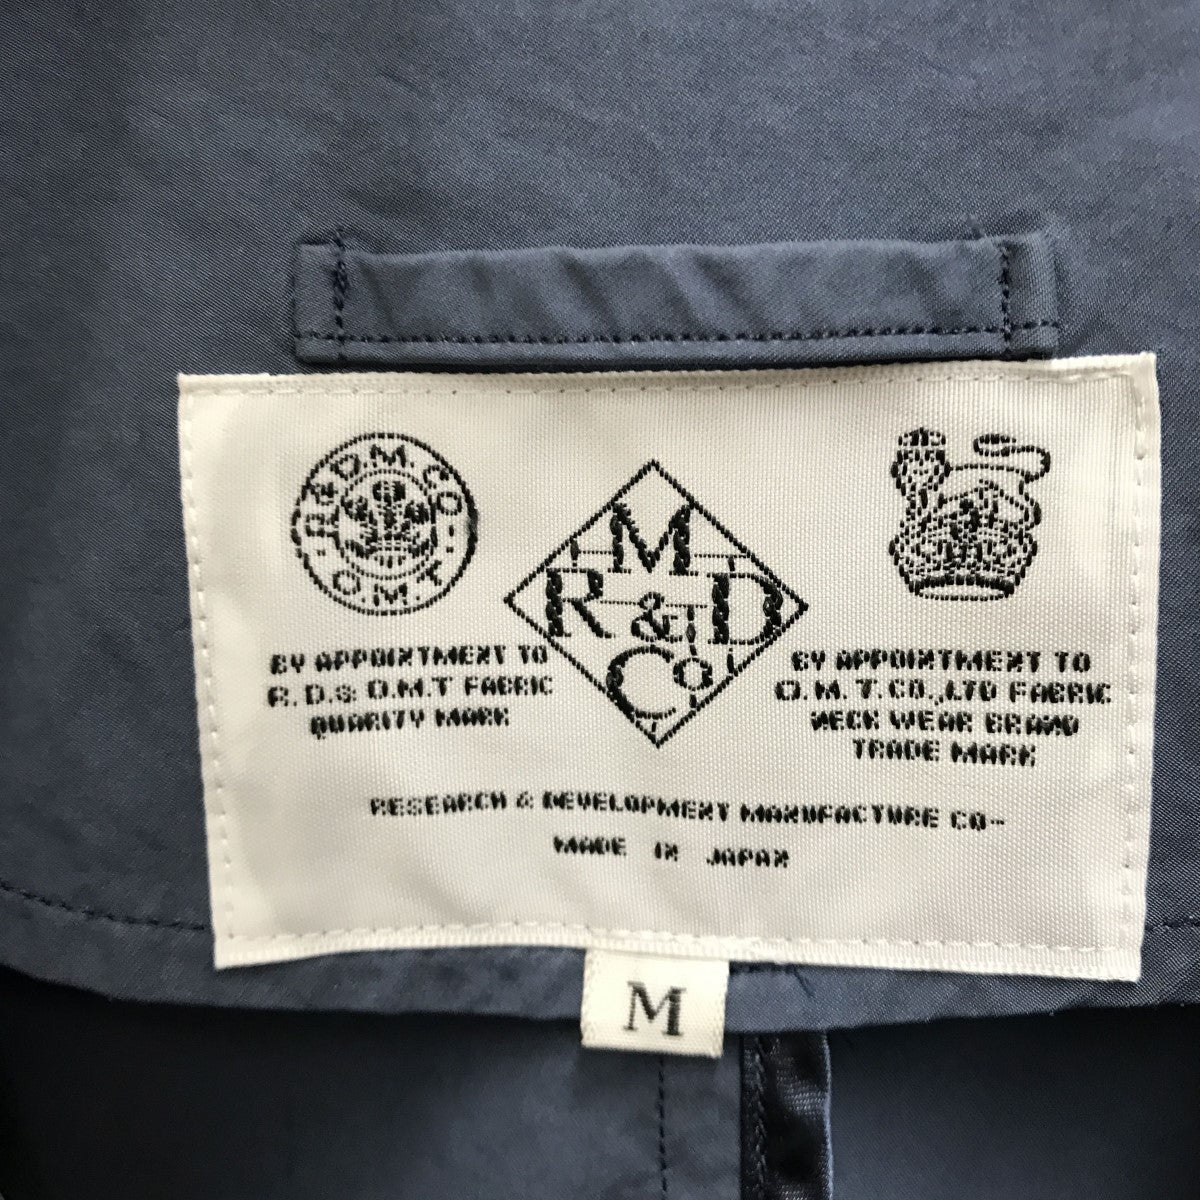 R&D.M.CO-
O.M.T.
M
R&D
Co.
BY APPOINTMENT TO
R.D.& O.M.T FABRIC
QUARITY MARK
BY APPOINTMENT TO
O.M.T.CO.,LTD FABRIC
NECK WEAR BRAND
TRADE MARK
RESEARCH & DEVELOPMENT MANUFACTURE CO-
MADE IN JAPAN
M